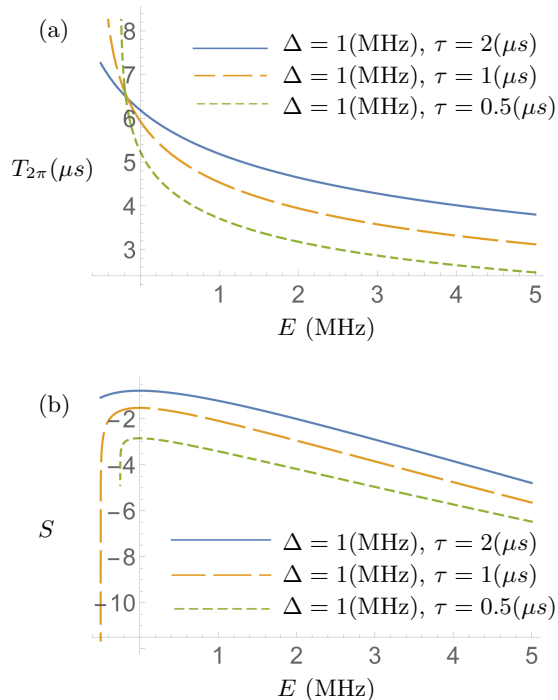 (a)
8
7
6
5
4
3
T₂π(μs)
Δ = 1(MHz), τ = 2(μs)
Δ = 1(MHz), τ = 1(μs)
Δ = 1(MHz), τ = 0.5(μs)
1 2 3 4 5
E (MHz)
(b)
−2
−4
−6
−8
−10
S
Δ = 1(MHz), τ = 2(μs)
Δ = 1(MHz), τ = 1(μs)
Δ = 1(MHz), τ = 0.5(μs)
1 2 3 4 5
E (MHz)